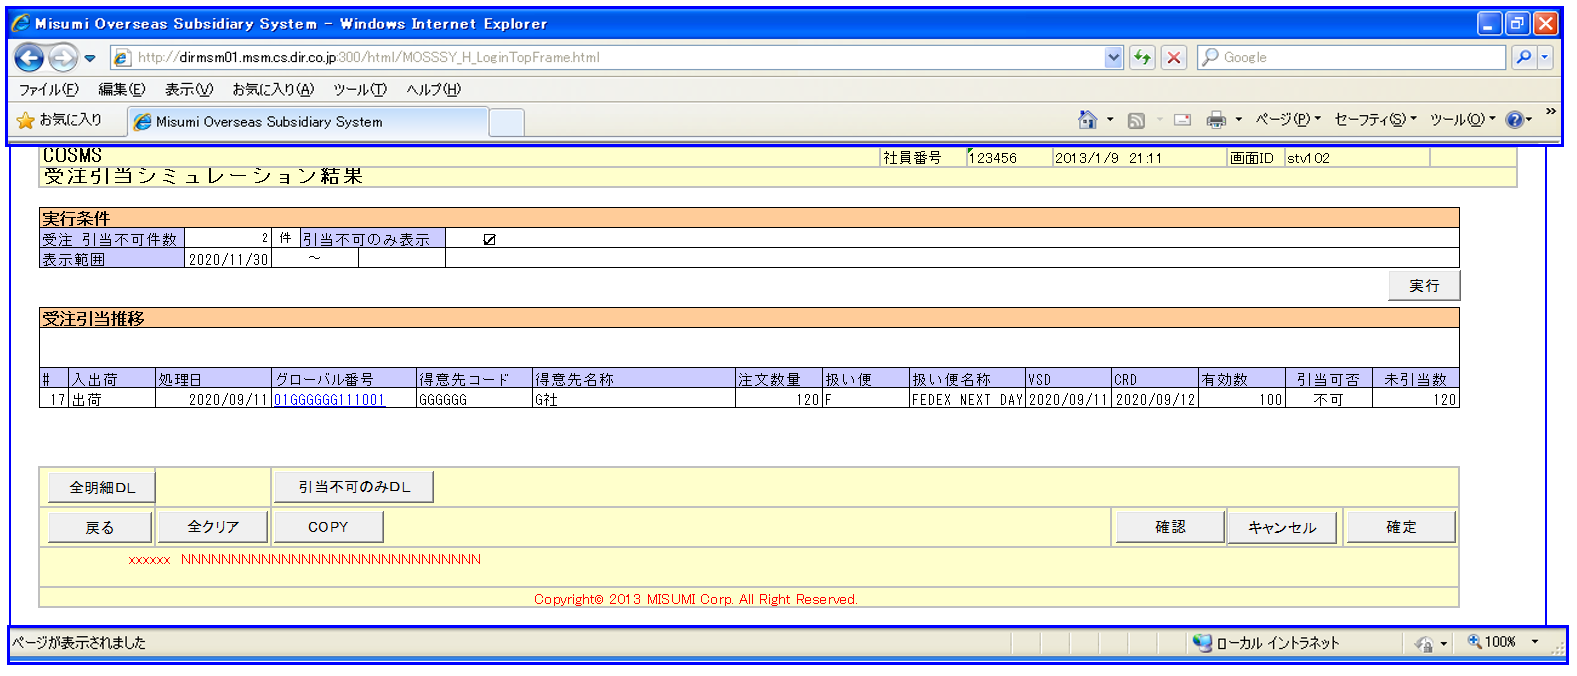 Misumi Overseas Subsidiary System - Windows Internet Explorer
http://dirmsm01.msm.cs.dir.co.jp:300/html/MOSSSY_H_LoginTopFrame.html Google
ファイル(F) 編集(E) 表示(V) お気に入り(A) ツール(T) ヘルプ(H)
お気に入り Misumi Overseas Subsidiary System ページ(P) セーフティ(S) ツール(O)
COSMS 社員番号 123456 2013/1/9 21:11 画面ID stv102
受注引当シミュレーション結果
実行条件
受注 引当不可件数 2 件 引当不可のみ表示
表示範囲 2020/11/30 ～
実行
受注引当推移
# 入出荷 処理日 グローバル番号 得意先コード 得意先名称 注文数量 扱い便 扱い便名称 VSD CRD 有効数 引当可否 未引当数
17 出荷 2020/09/11 01GGGGGG111001 GGGGGG G社 120 F FEDEX NEXT DAY 2020/09/11 2020/09/12 100 不可 120
全明細DL 引当不可のみDL
戻る 全クリア COPY 確認 キャンセル 確定
xxxxxx NNNNNNNNNNNNNNNNNNNNNNNNNNNNNN
Copyright© 2013 MISUMI Corp. All Right Reserved.
ページが表示されました ローカル イントラネット 100%